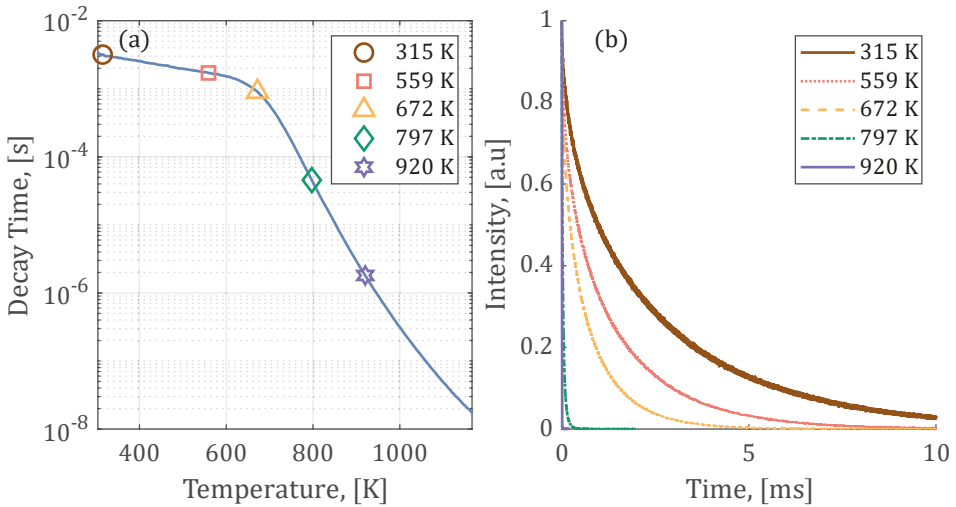 (a)
10^-2
10^-4
10^-6
10^-8
Decay Time, [s]
400
600
800
1000
Temperature, [K]
315 K
559 K
672 K
797 K
920 K
(b)
1
0.8
0.6
0.4
0.2
0
Intensity, [a.u]
0
5
10
Time, [ms]
315 K
559 K
672 K
797 K
920 K